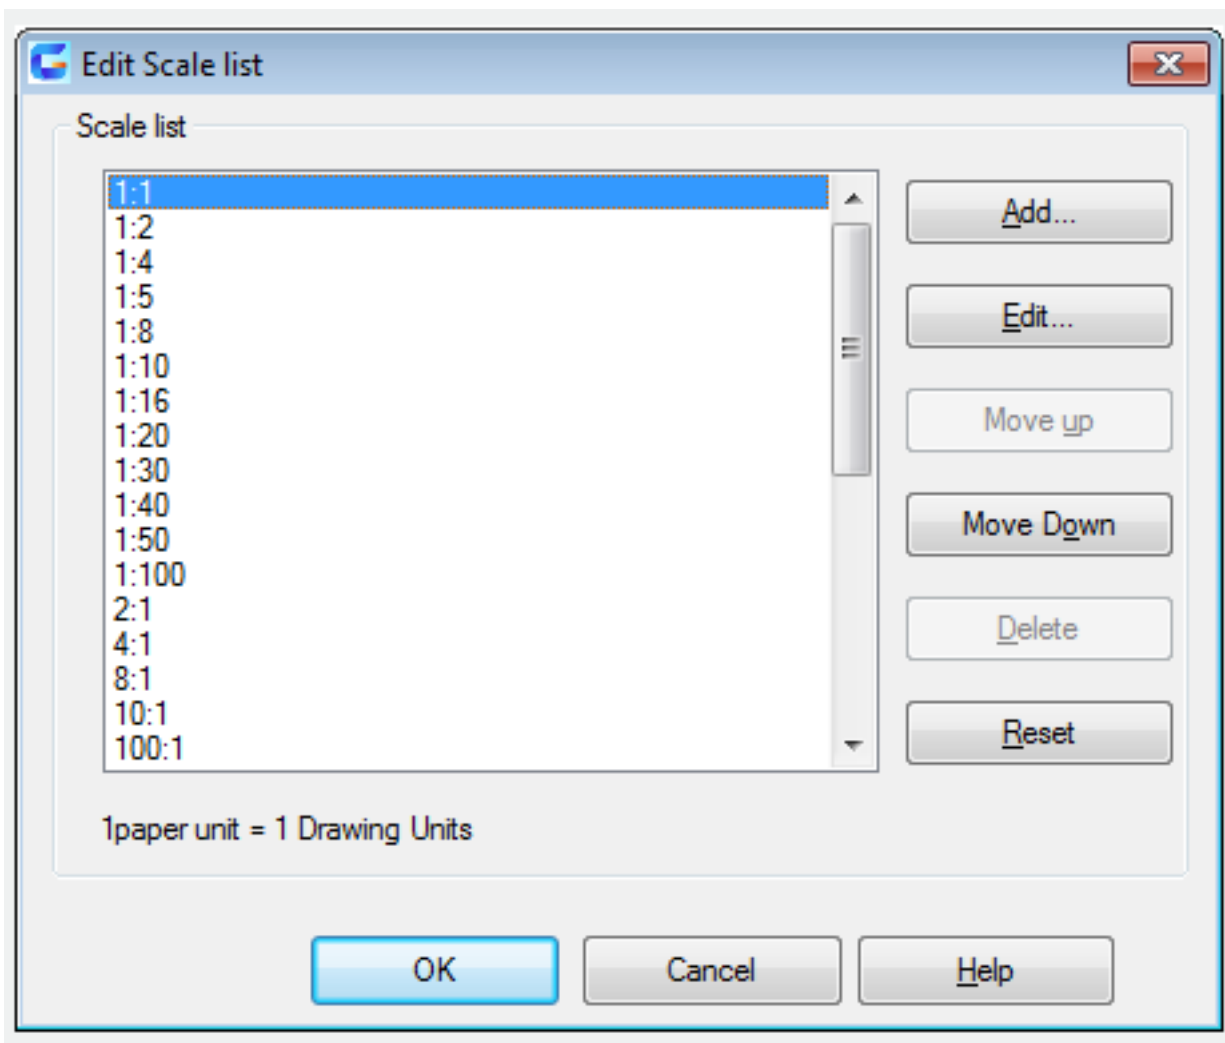 Edit Scale list
Scale list
1:1
1:2
1:4
1:5
1:8
1:10
1:16
1:20
1:30
1:40
1:50
1:100
2:1
4:1
8:1
10:1
100:1
Add...
Edit...
Move up
Move Down
Delete
Reset
1paper unit = 1 Drawing Units
OK
Cancel
Help